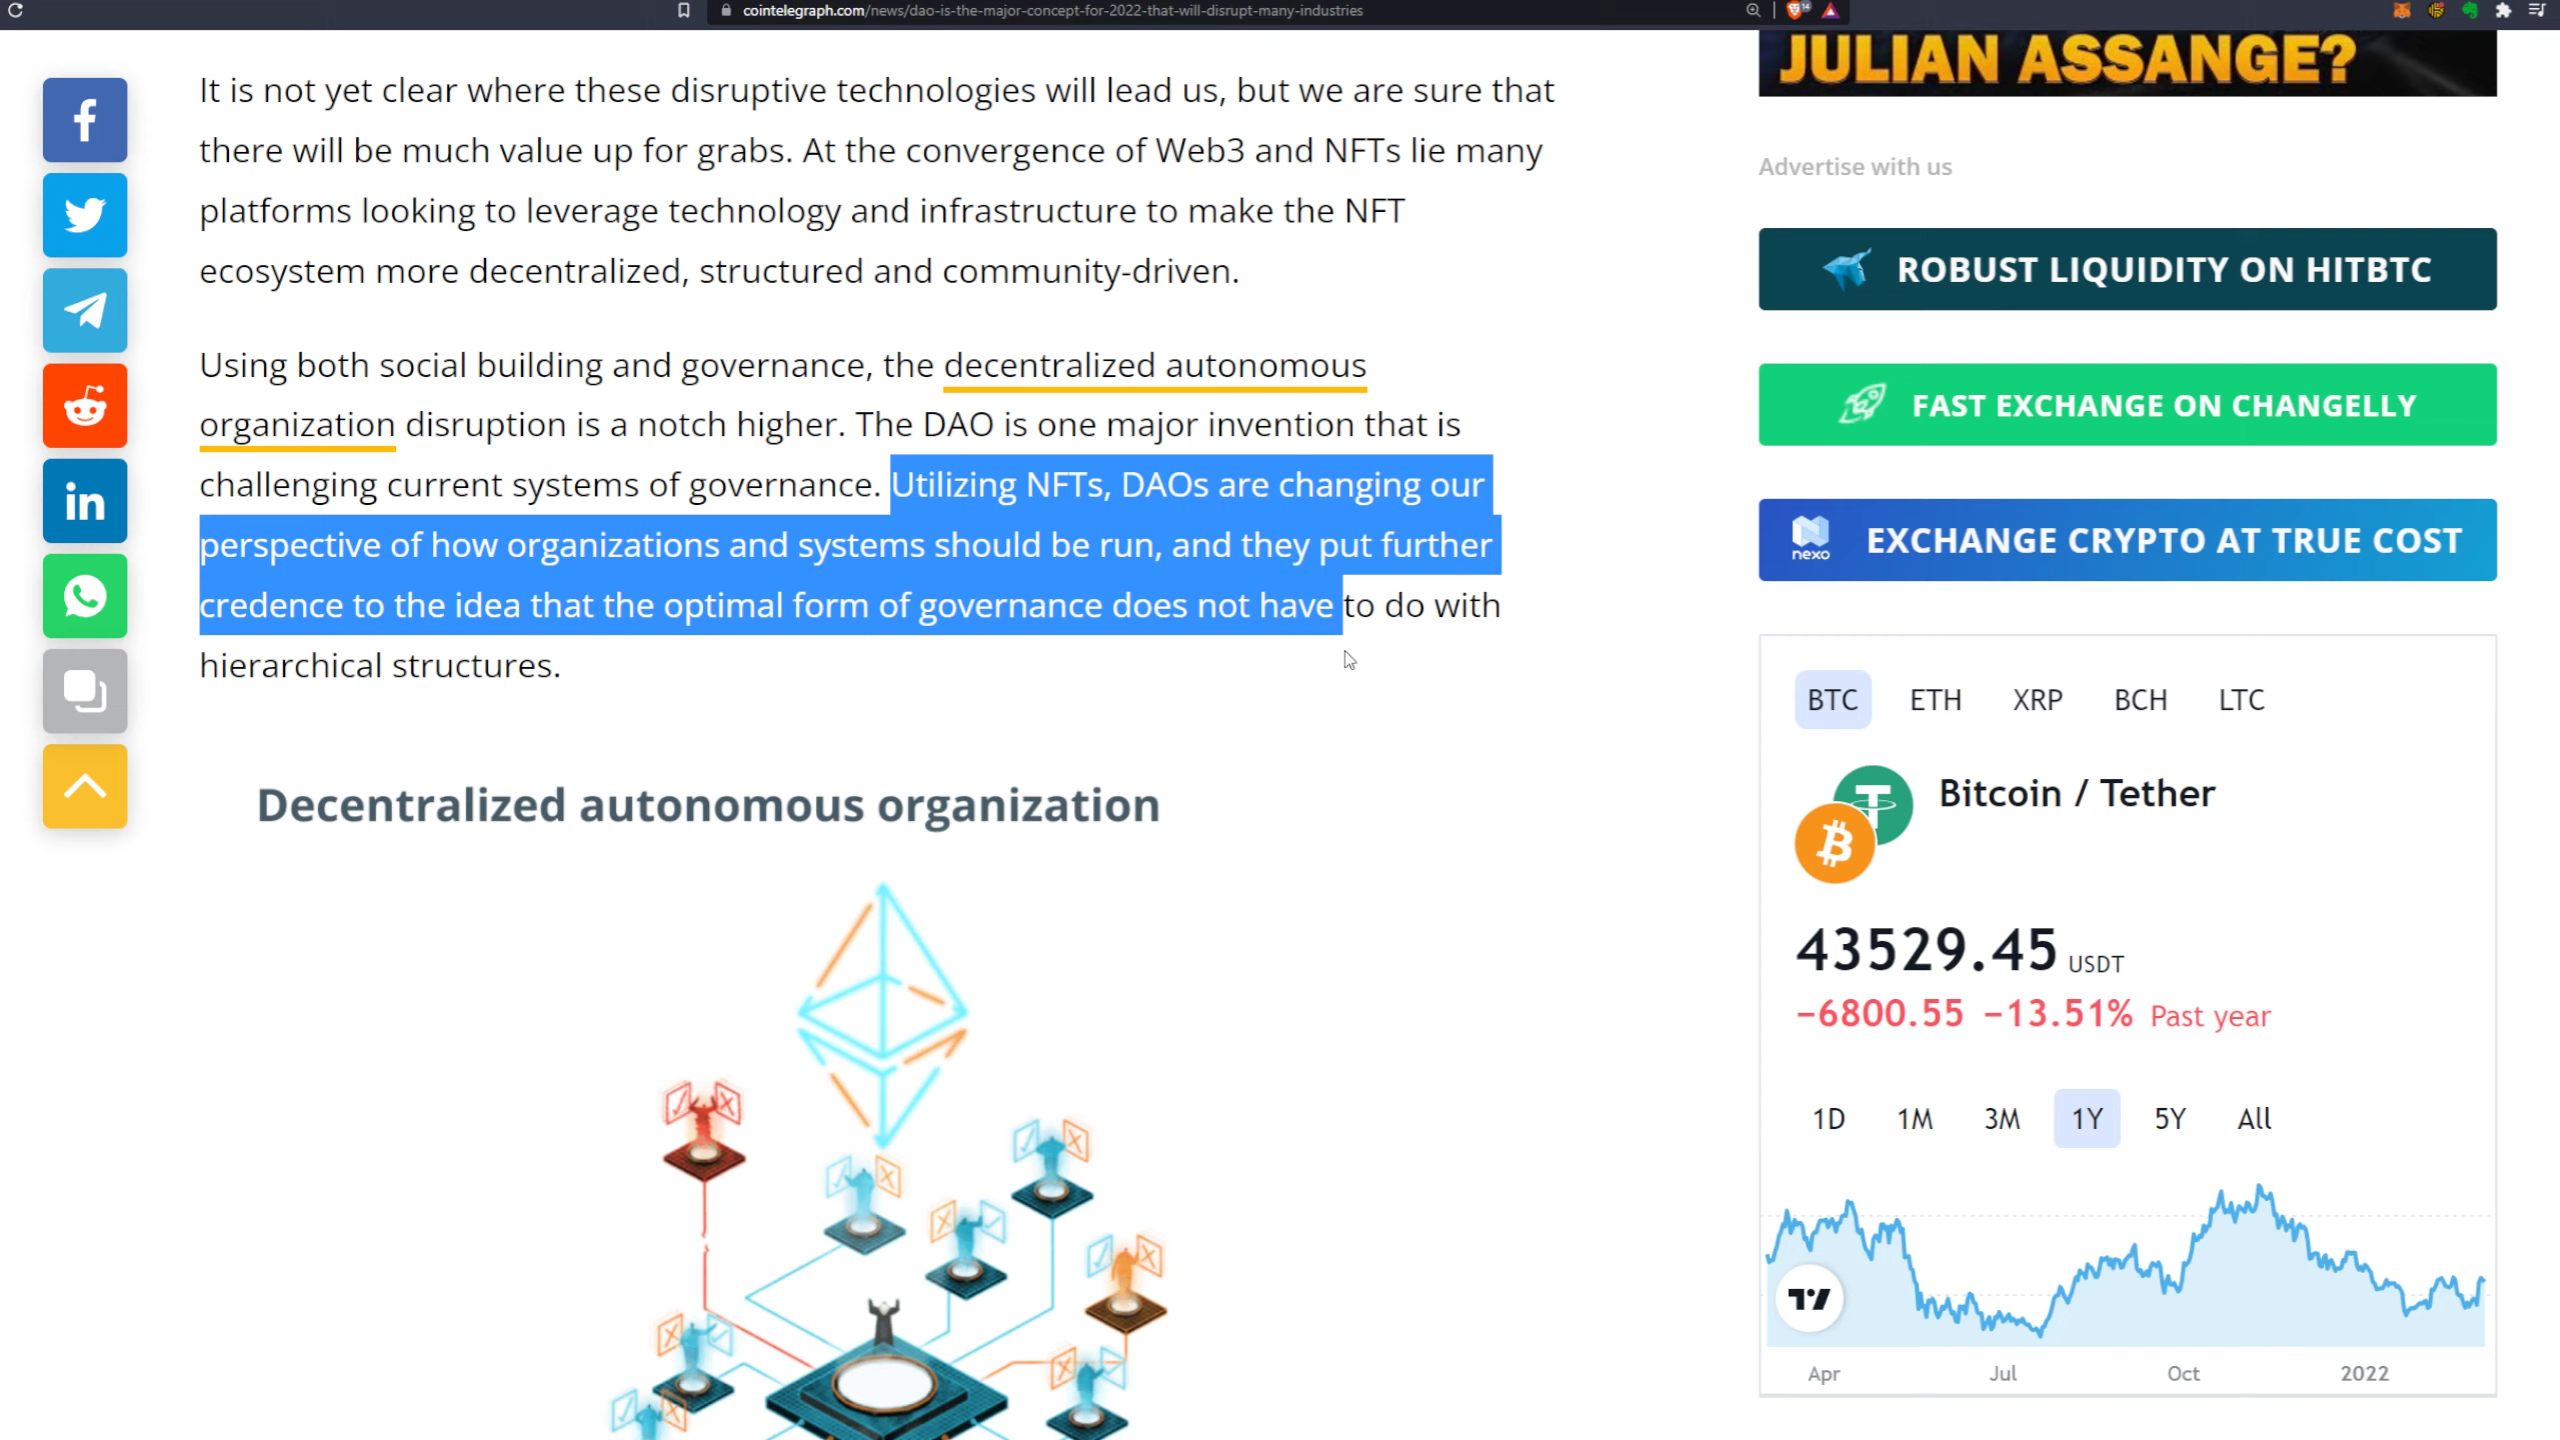 cointelegraph.com/news/dao-is-the-major-concept-for-2022-that-will-disrupt-many-industries
14
It is not yet clear where these disruptive technologies will lead us, but we are sure that
there will be much value up for grabs. At the convergence of Web3 and NFTs lie many
platforms looking to leverage technology and infrastructure to make the NFT
ecosystem more decentralized, structured and community-driven.
Using both social building and governance, the decentralized autonomous
organization disruption is a notch higher. The DAO is one major invention that is
challenging current systems of governance. Utilizing NFTs, DAOs are changing our
perspective of how organizations and systems should be run, and they put further
credence to the idea that the optimal form of governance does not have to do with
hierarchical structures.
Decentralized autonomous organization
JULIAN ASSANGE?
Advertise with us
ROBUST LIQUIDITY ON HITBTC
FAST EXCHANGE ON CHANGELLY
nexo EXCHANGE CRYPTO AT TRUE COST
BTC ETH XRP BCH LTC
Bitcoin / Tether
43529.45 USDT
−6800.55 −13.51% Past year
1D 1M 3M 1Y 5Y All
Apr Jul Oct 2022